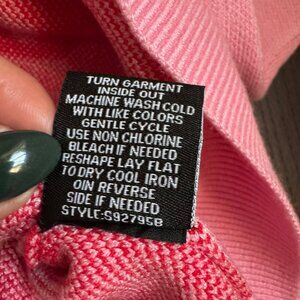 TURN GARMENT
INSIDE OUT
MACHINE WASH COLD
WITH LIKE COLORS
GENTLE CYCLE
USE NON CHLORINE
BLEACH IF NEEDED
RESHAPE LAY FLAT
TO DRY COOL IRON
OIN REVERSE
SIDE IF NEEDED
STYLE:S92795B